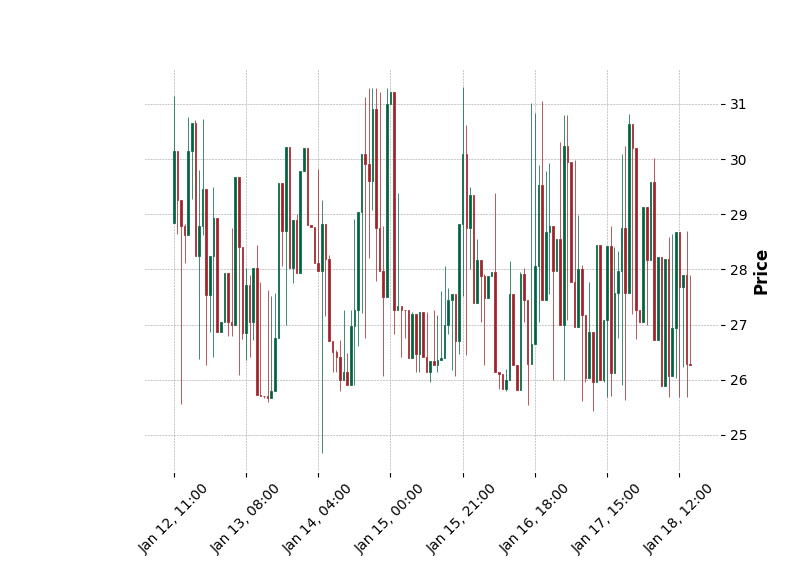 31
30
29
28
27
26
25
Price
Jan 12, 11:00
Jan 13, 08:00
Jan 14, 04:00
Jan 15, 00:00
Jan 15, 21:00
Jan 16, 18:00
Jan 17, 15:00
Jan 18, 12:00